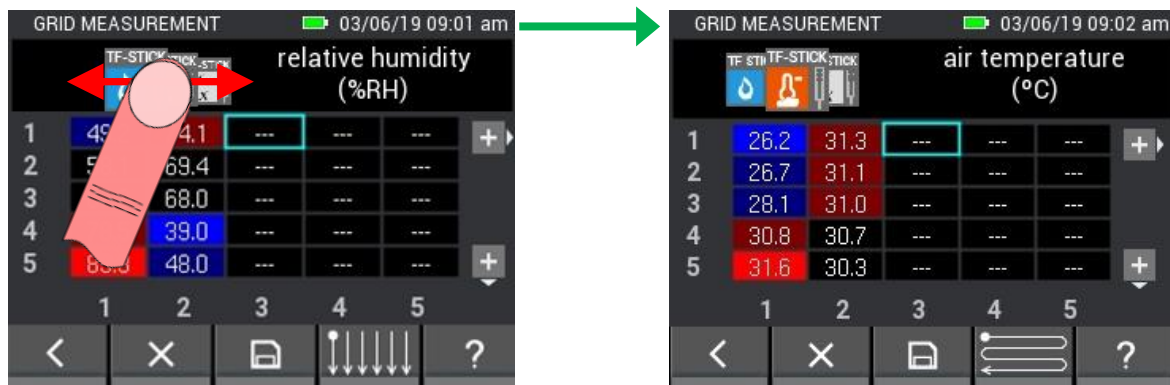 GRID MEASUREMENT 03/06/19 09:01 am
TF-STICK relative humidity
(%RH)
1 --- --- --- +
2 69.4 --- --- ---
3 68.0 --- --- ---
4 39.0 --- --- ---
5 48.0 --- --- --- +
1 2 3 4 5
< × ?
GRID MEASUREMENT 03/06/19 09:02 am
TF-STICK air temperature
(°C)
1 26.2 31.3 --- --- --- +
2 26.7 31.1 --- --- ---
3 28.1 31.0 --- --- ---
4 30.8 30.7 --- --- ---
5 31.6 30.3 --- --- --- +
1 2 3 4 5
< × ?